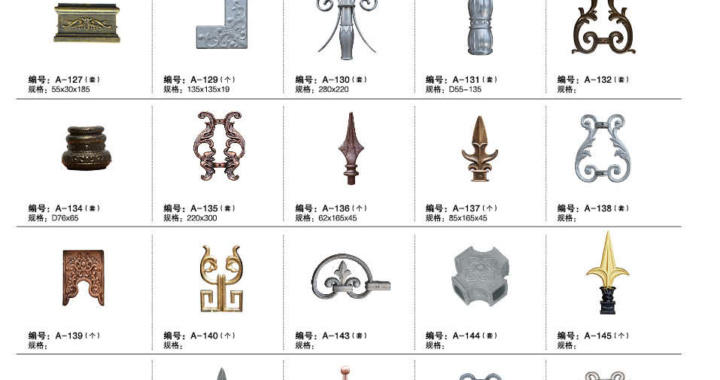 编号：A-127（套）
规格：55x30x185
编号：A-129（个）
规格：135x135x19
编号：A-130（套）
规格：280x220
编号：A-131（套）
规格：D55-135
编号：A-132（套）
规格：
编号：A-134（套）
规格：D76x65
编号：A-135（套）
规格：220x300
编号：A-136（个）
规格：62x165x45
编号：A-137（个）
规格：85x165x45
编号：A-138（套）
规格：
编号：A-139（个）
规格：
编号：A-140（个）
规格：
编号：A-143（套）
规格：
编号：A-144（套）
规格：
编号：A-145（个）
规格：